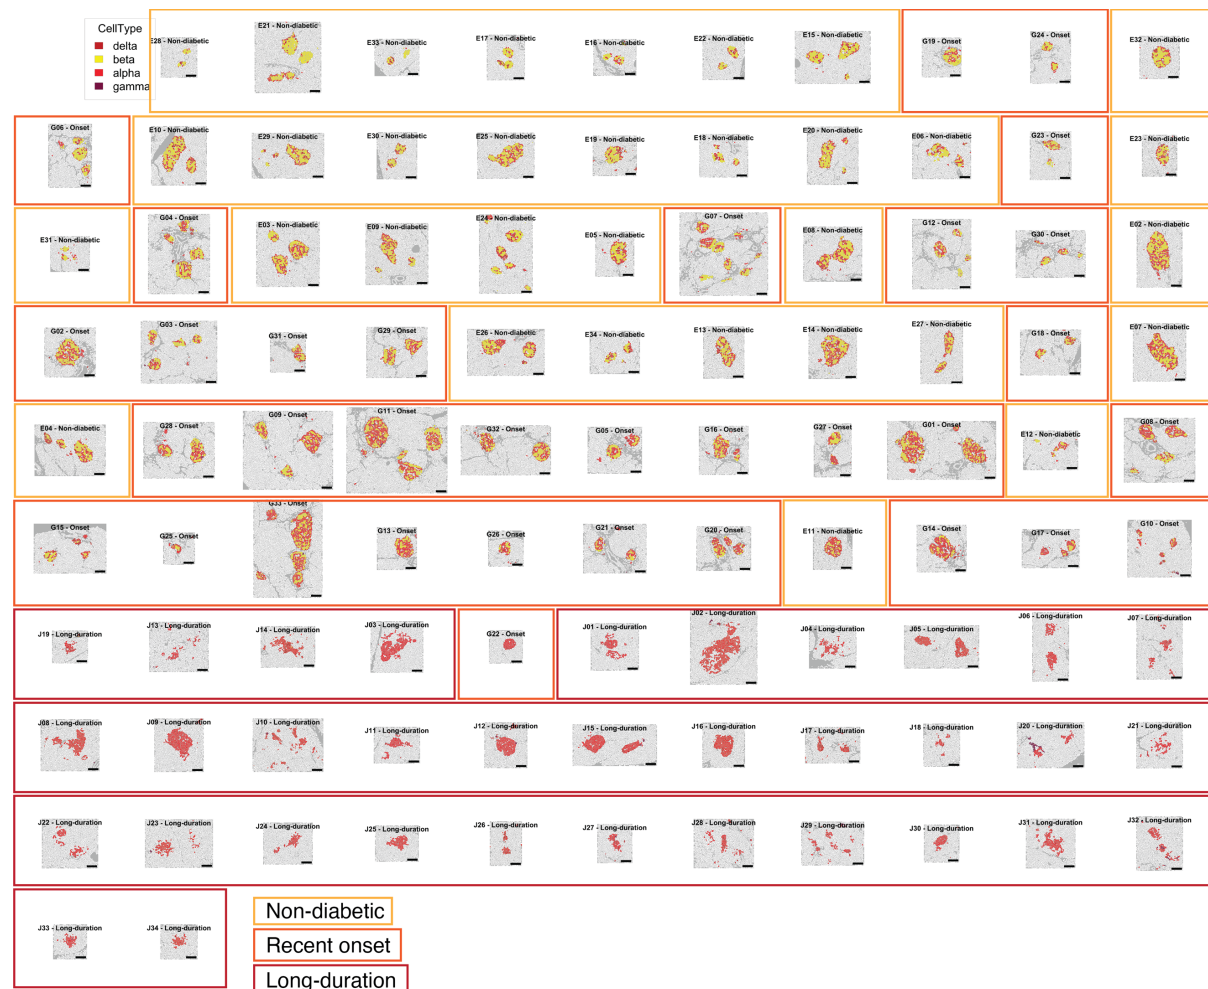 CellType
delta
beta
alpha
gamma
E28 - Non-diabetic
E21 - Non-diabetic
E33 - Non-diabetic
E17 - Non-diabetic
E16 - Non-diabetic
E22 - Non-diabetic
E15 - Non-diabetic
G19 - Onset
G24 - Onset
E32 - Non-diabetic
G06 - Onset
E10 - Non-diabetic
E29 - Non-diabetic
E30 - Non-diabetic
E25 - Non-diabetic
E19 - Non-diabetic
E18 - Non-diabetic
E20 - Non-diabetic
E06 - Non-diabetic
G23 - Onset
E23 - Non-diabetic
E31 - Non-diabetic
G04 - Onset
E03 - Non-diabetic
E09 - Non-diabetic
E24 - Non-diabetic
E05 - Non-diabetic
G07 - Onset
E08 - Non-diabetic
G12 - Onset
G30 - Onset
E02 - Non-diabetic
G02 - Onset
G03 - Onset
G31 - Onset
G29 - Onset
E26 - Non-diabetic
E34 - Non-diabetic
E13 - Non-diabetic
E14 - Non-diabetic
E27 - Non-diabetic
G18 - Onset
E07 - Non-diabetic
E04 - Non-diabetic
G28 - Onset
G09 - Onset
G11 - Onset
G32 - Onset
G05 - Onset
G16 - Onset
G27 - Onset
G01 - Onset
E12 - Non-diabetic
G08 - Onset
G15 - Onset
G25 - Onset
G33 - Onset
G13 - Onset
G26 - Onset
G21 - Onset
G20 - Onset
E11 - Non-diabetic
G14 - Onset
G17 - Onset
G10 - Onset
J19 - Long-duration
J13 - Long-duration
J14 - Long-duration
J03 - Long-duration
G22 - Onset
J01 - Long-duration
J02 - Long-duration
J04 - Long-duration
J05 - Long-duration
J06 - Long-duration
J07 - Long-duration
J08 - Long-duration
J09 - Long-duration
J10 - Long-duration
J11 - Long-duration
J12 - Long-duration
J15 - Long-duration
J16 - Long-duration
J17 - Long-duration
J18 - Long-duration
J20 - Long-duration
J21 - Long-duration
J22 - Long-duration
J23 - Long-duration
J24 - Long-duration
J25 - Long-duration
J26 - Long-duration
J27 - Long-duration
J28 - Long-duration
J29 - Long-duration
J30 - Long-duration
J31 - Long-duration
J32 - Long-duration
J33 - Long-duration
J34 - Long-duration
Non-diabetic
Recent onset
Long-duration